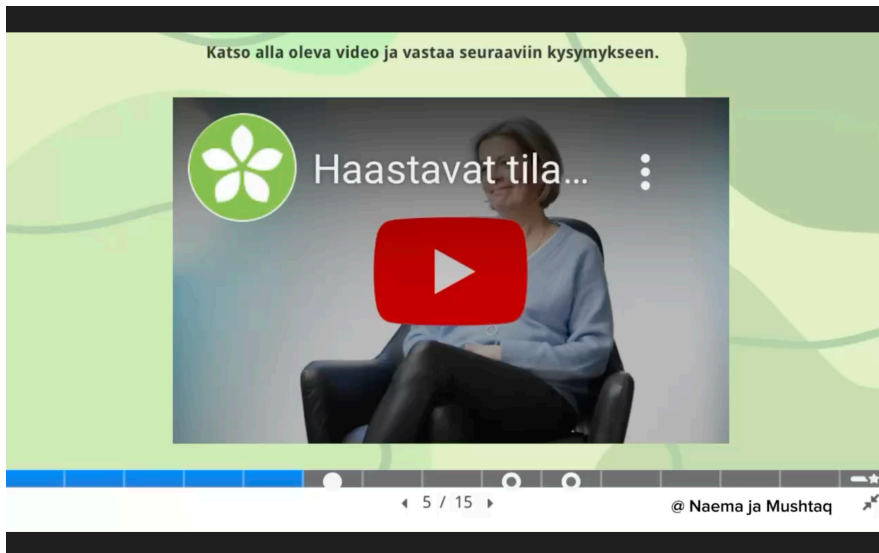 Katso alla oleva video ja vastaa seuraaviin kysymykseen.
Haastavat tila...
5 / 15
@ Naema ja Mushtaq